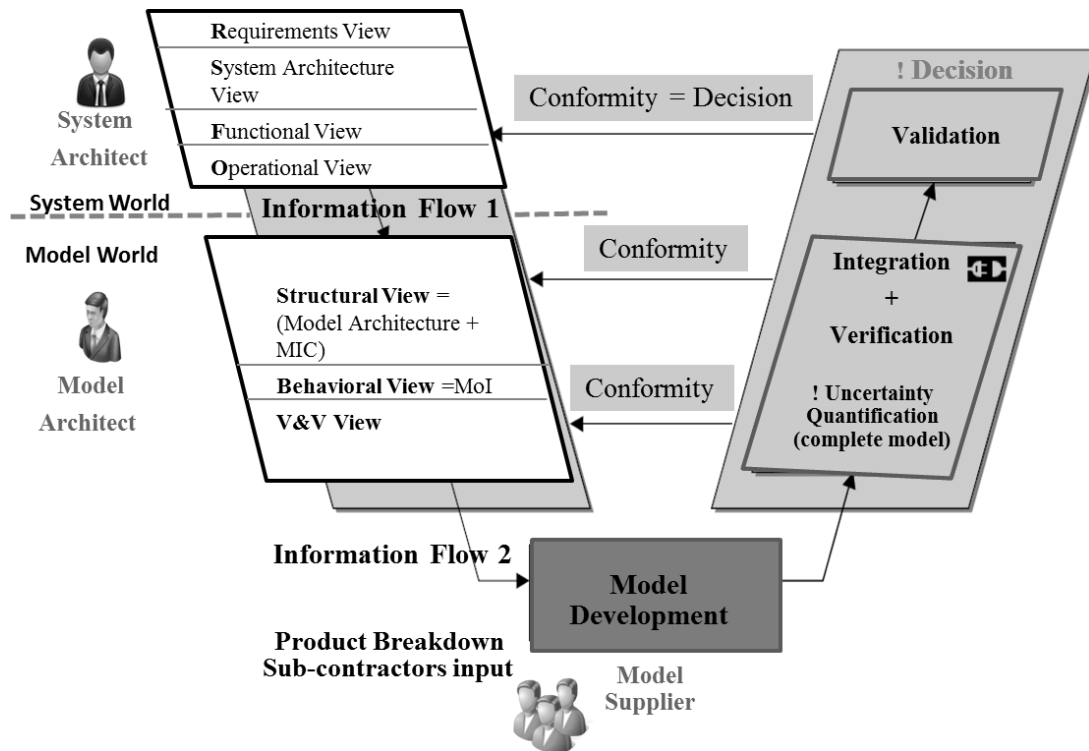 Requirements View
System Architecture
View
Functional View
Operational View
System
Architect
System World
Information Flow 1
Model World
Structural View =
(Model Architecture +
MIC)
Behavioral View =MoI
V&V View
Model
Architect
Conformity = Decision
Conformity
Conformity
! Decision
Validation
Integration
+
Verification
! Uncertainty
Quantification
(complete model)
Information Flow 2
Model
Development
Product Breakdown
Sub-contractors input
Model
Supplier